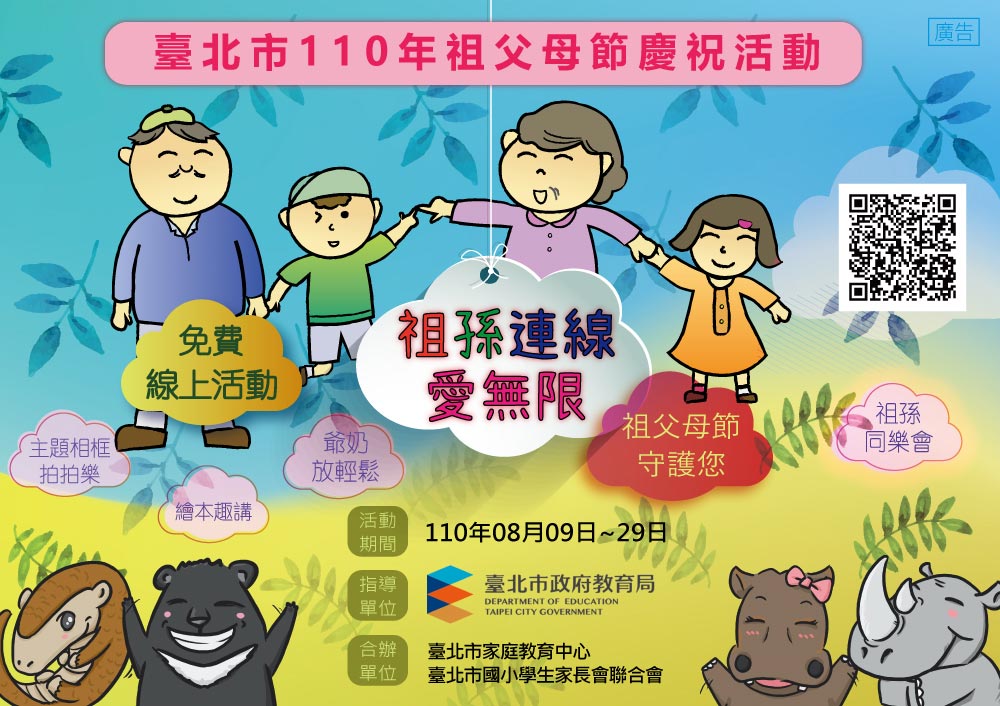 臺北市110年祖父母節慶祝活動
廣告
免費
線上活動
祖孫連線
愛無限
祖父母節
守護您
祖孫
同樂會
主題相框
拍拍樂
繪本趣講
爺奶
放輕鬆
活動
期間
110年08月09日~29日
指導
單位
臺北市政府教育局
DEPARTMENT OF EDUCATION
TAIPEI CITY GOVERNMENT
合辦
單位
臺北市家庭教育中心
臺北市國小學生家長會聯合會